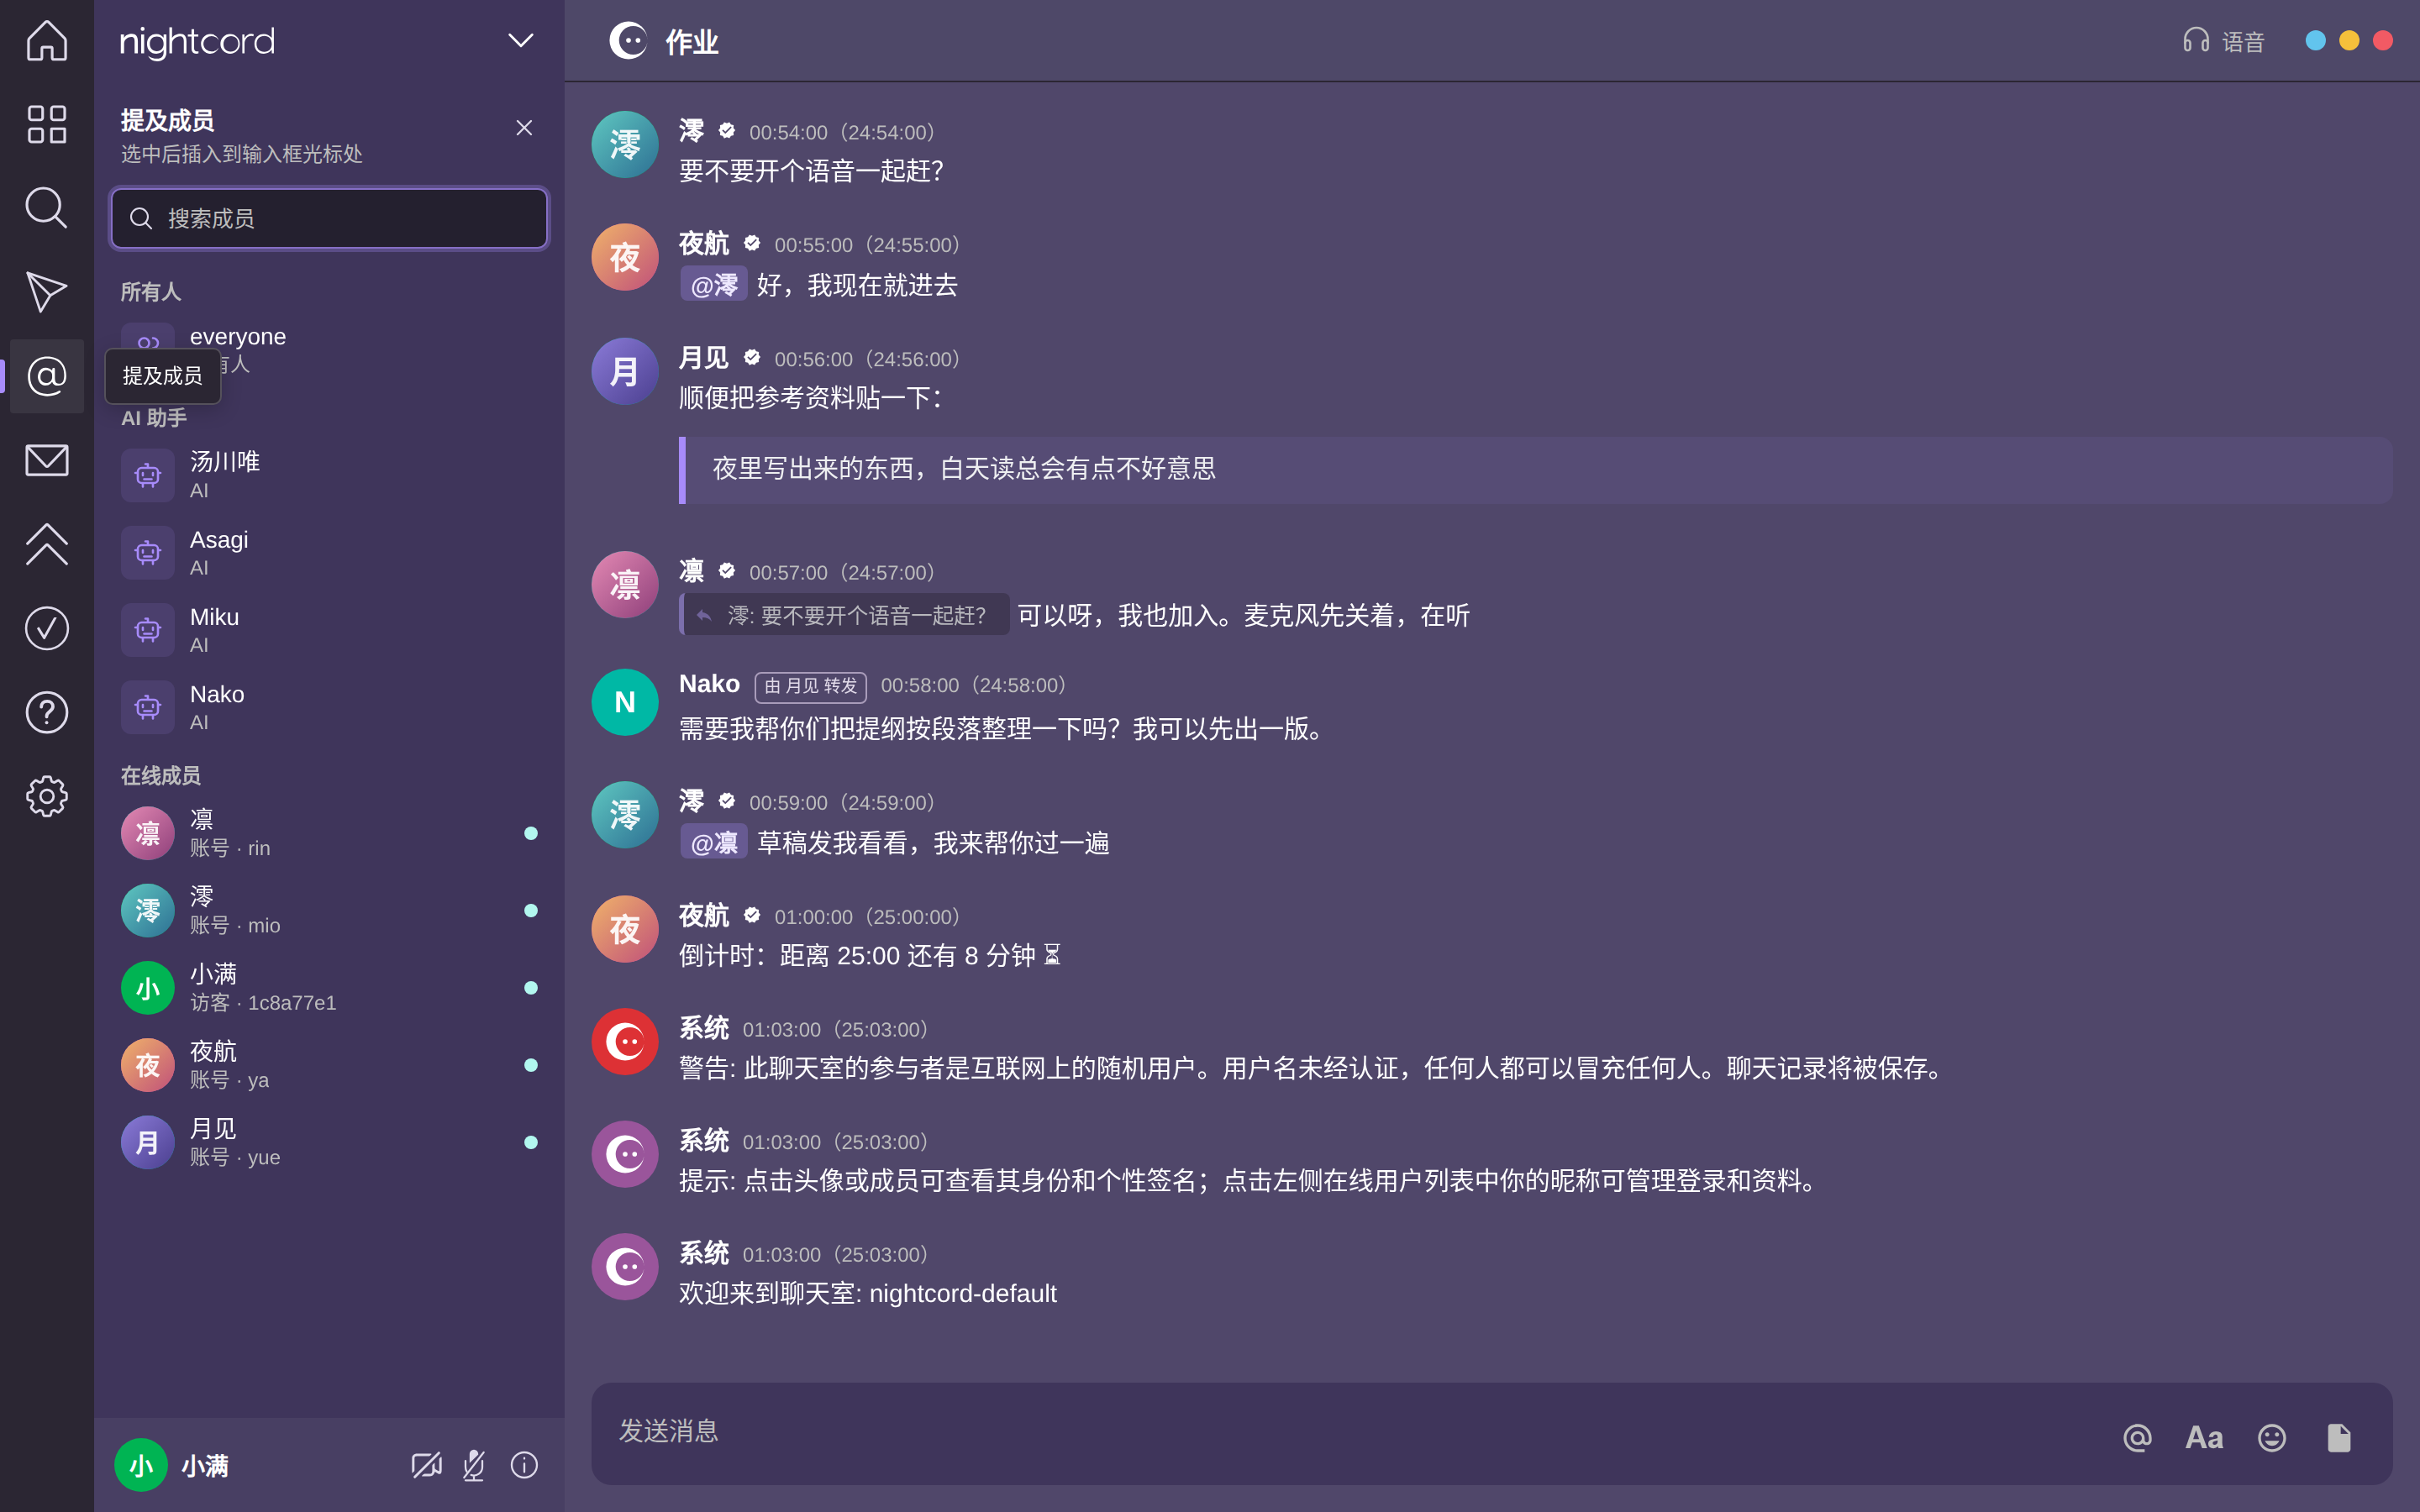 nightcord
提及成员
选中后插入到输入框光标处
搜索成员
所有人
everyone
有人
提及成员
AI 助手
汤川唯
AI
Asagi
AI
Miku
AI
Nako
AI
在线成员
凛
凛
账号 · rin
澪
澪
账号 · mio
小
小满
访客 · 1c8a77e1
夜
夜航
账号 · ya
月
月见
账号 · yue
小
小满
作业
语音
澪
澪 00:54:00（24:54:00）
要不要开个语音一起赶？
夜
夜航 00:55:00（24:55:00）
@澪 好，我现在就进去
月
月见 00:56:00（24:56:00）
顺便把参考资料贴一下：
夜里写出来的东西，白天读总会有点不好意思
凛
凛 00:57:00（24:57:00）
澪: 要不要开个语音一起赶？ 可以呀，我也加入。麦克风先关着，在听
N
Nako 由 月见 转发 00:58:00（24:58:00）
需要我帮你们把提纲按段落整理一下吗？我可以先出一版。
澪
澪 00:59:00（24:59:00）
@凛 草稿发我看看，我来帮你过一遍
夜
夜航 01:00:00（25:00:00）
倒计时：距离 25:00 还有 8 分钟 ⏳
系统 01:03:00（25:03:00）
警告: 此聊天室的参与者是互联网上的随机用户。用户名未经认证，任何人都可以冒充任何人。聊天记录将被保存。
系统 01:03:00（25:03:00）
提示: 点击头像或成员可查看其身份和个性签名；点击左侧在线用户列表中你的昵称可管理登录和资料。
系统 01:03:00（25:03:00）
欢迎来到聊天室: nightcord-default
发送消息
Aa